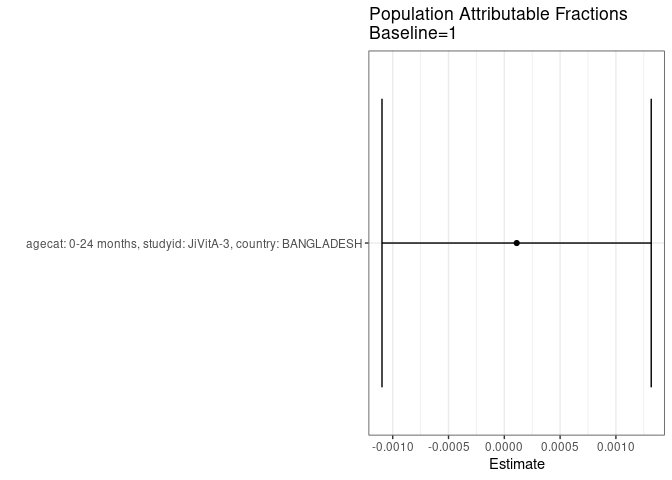 Population Attributable Fractions
Baseline=1
agecat: 0-24 months, studyid: JiVitA-3, country: BANGLADESH
-0.0010 -0.0005 0.0000 0.0005 0.0010
Estimate